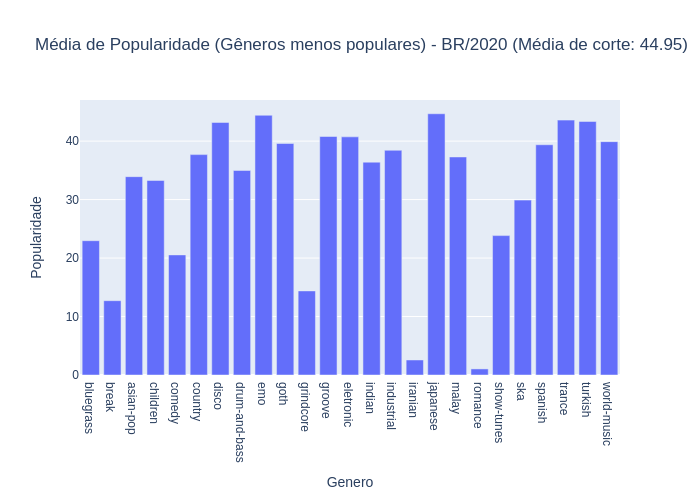 Média de Popularidade (Gêneros menos populares) - BR/2020 (Média de corte: 44.95)
Popularidade
40
30
20
10
0
bluegrass
break
asian-pop
children
comedy
country
disco
drum-and-bass
emo
goth
grindcore
groove
eletronic
indian
industrial
iranian
japanese
malay
romance
show-tunes
ska
spanish
trance
turkish
world-music
Genero